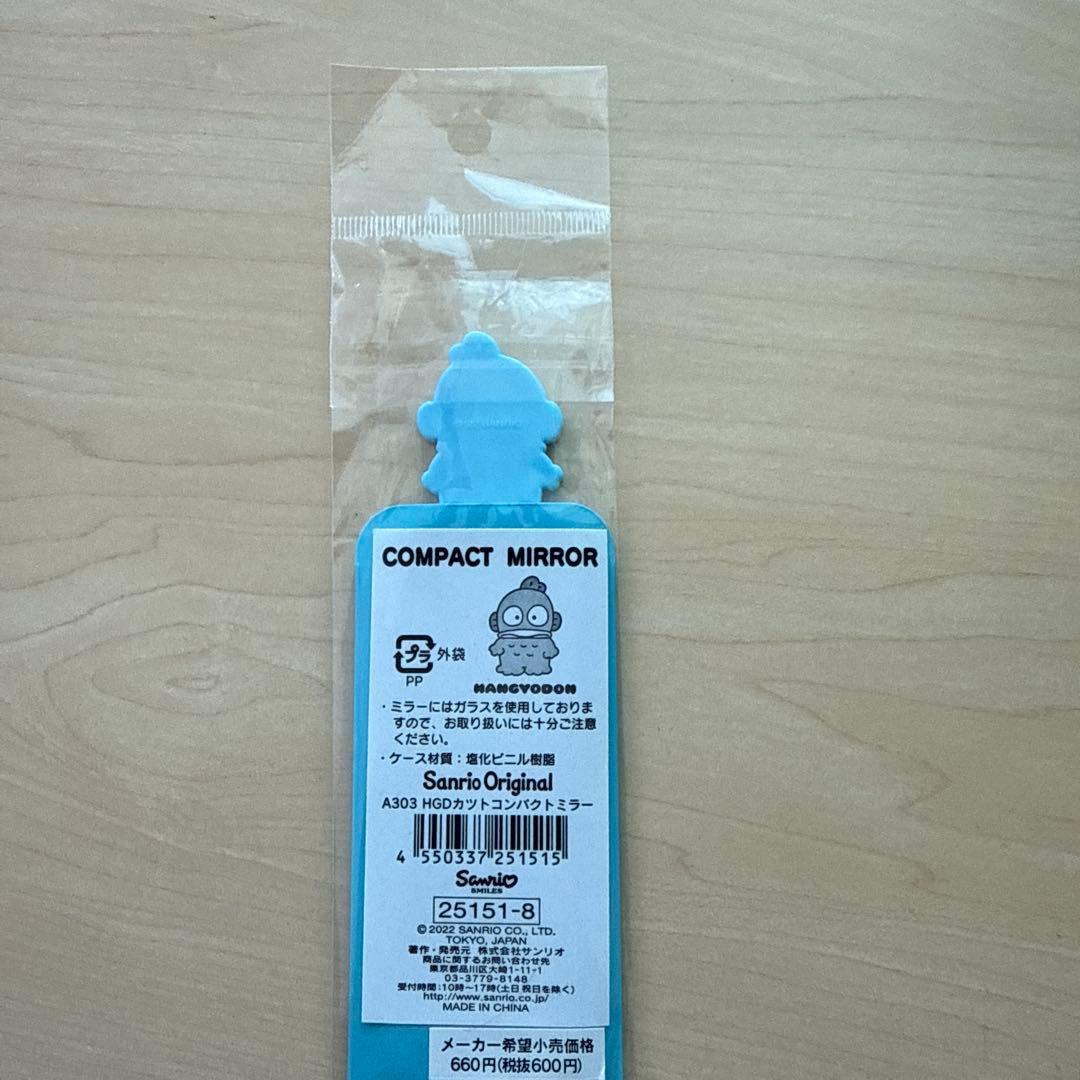 COMPACT MIRROR
プラ 外袋
PP
HANGYODON
・ミラーにはガラスを使用しておりま
すので、お取り扱いには十分ご注意
ください。
・ケース材質：塩化ビニル樹脂
Sanrio Original
A303 HGDカットコンパクトミラー
4 550337 251515
Sanrio
SMILES
25151-8
©2022 SANRIO CO., LTD.
TOKYO, JAPAN
著作・発売元 株式会社サンリオ
商品に関するお問い合わせ先
東京都品川区大崎1-11-1
03-3779-8148
受付時間：10時〜17時(土日祝日を除く)
http://www.sanrio.co.jp/
MADE IN CHINA
メーカー希望小売価格
660円(税抜600円)